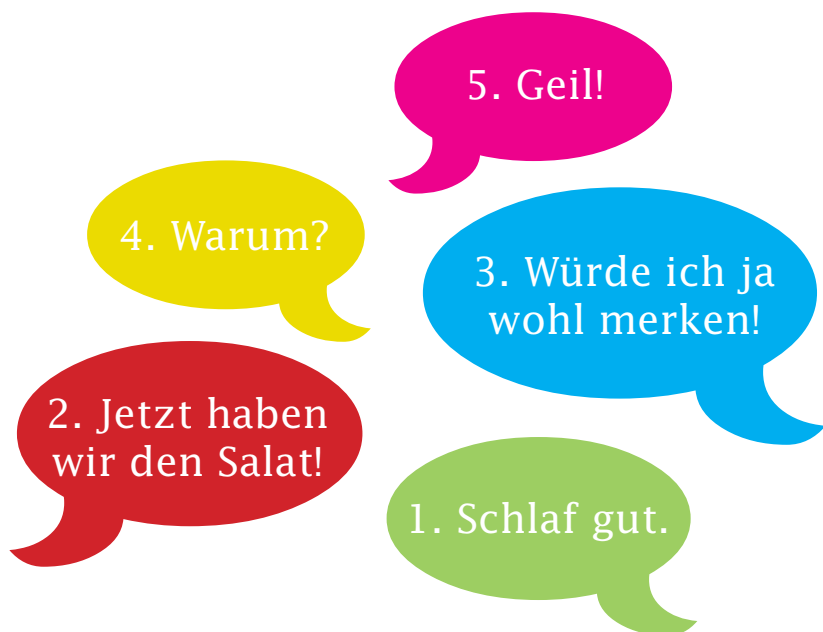 5. Geil!
4. Warum?
3. Würde ich ja
wohl merken!
2. Jetzt haben
wir den Salat!
1. Schlaf gut.